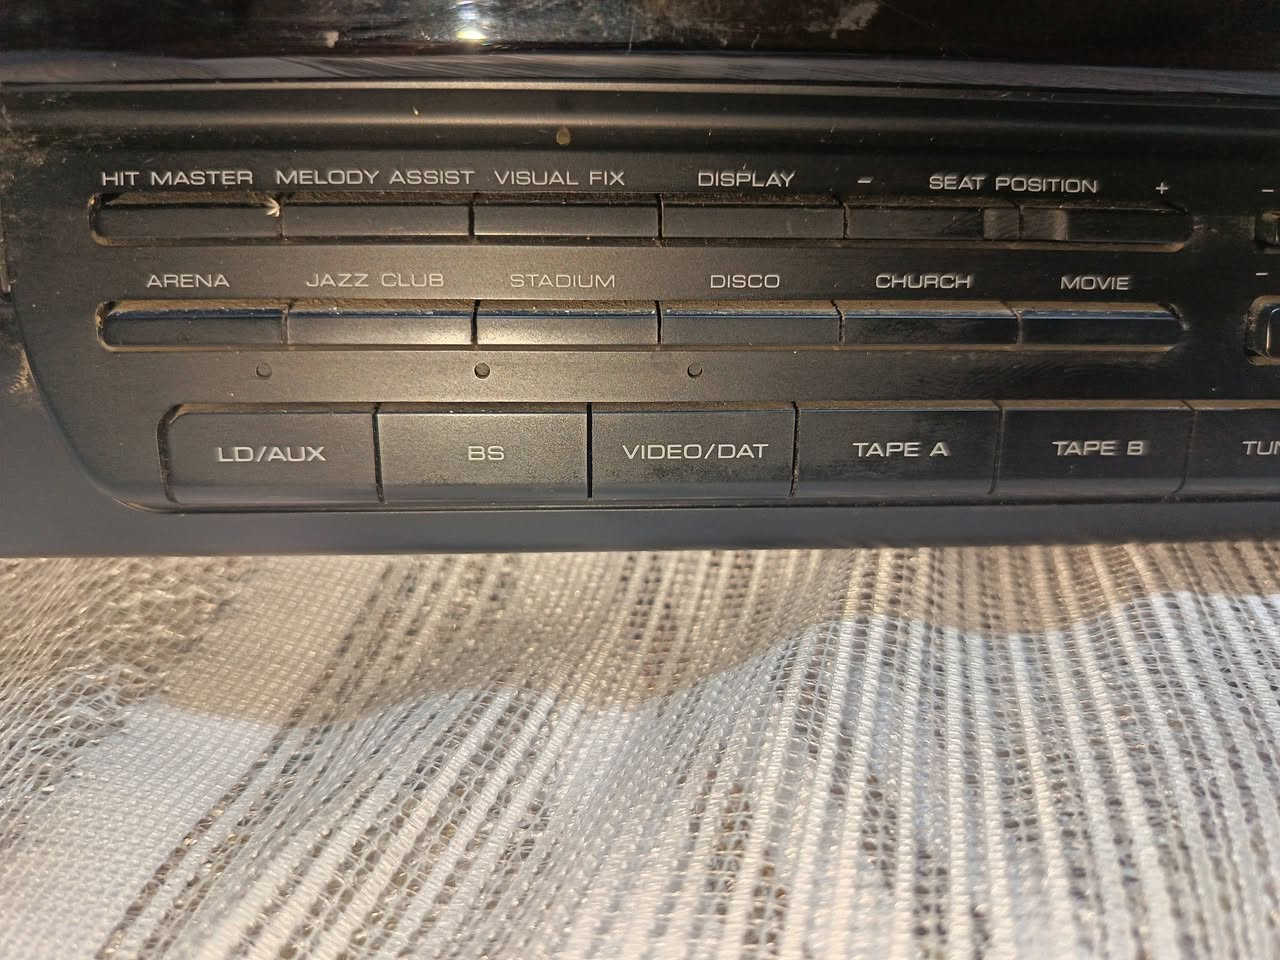 HIT MASTER MELODY ASSIST VISUAL FIX DISPLAY − SEAT POSITION + −
ARENA JAZZ CLUB STADIUM DISCO CHURCH MOVIE −
LD/AUX BS VIDEO/DAT TAPE A TAPE B